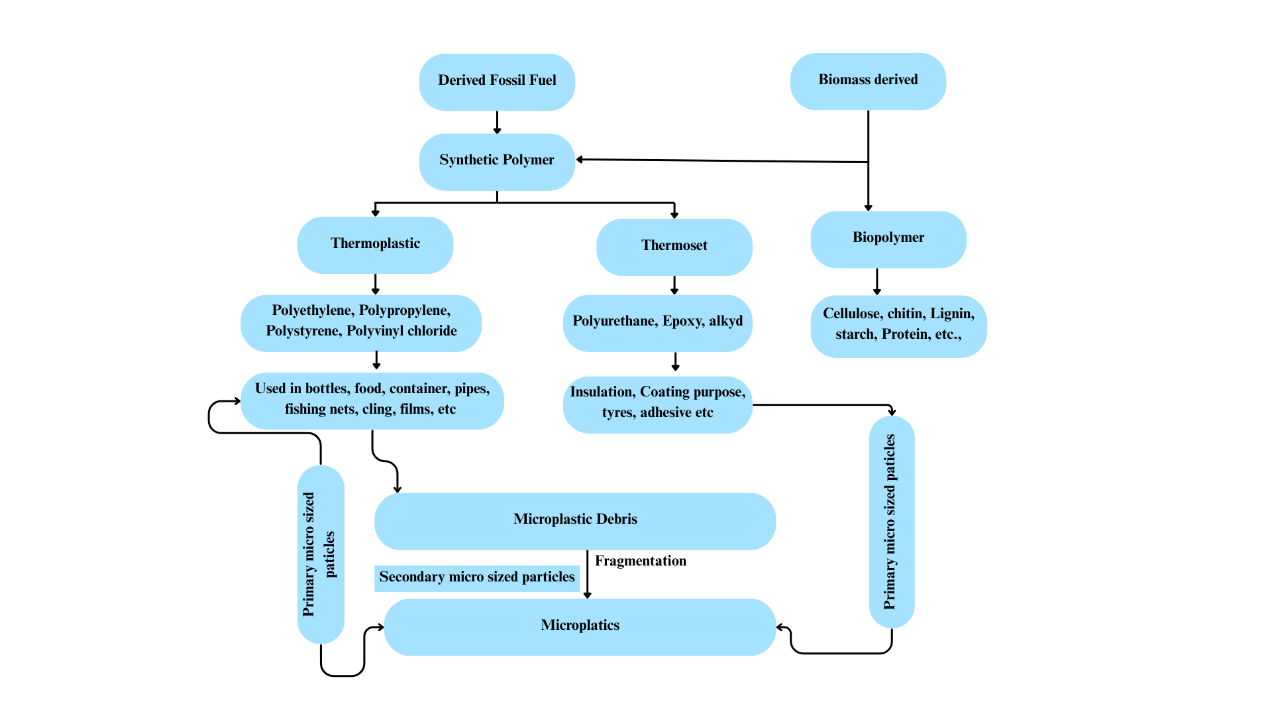 Derived Fossil Fuel
Biomass derived
Synthetic Polymer
Thermoplastic
Thermoset
Biopolymer
Polyethylene, Polypropylene,
Polystyrene, Polyvinyl chloride
Polyurethane, Epoxy, alkyd
Cellulose, chitin, Lignin,
starch, Protein, etc.,
Used in bottles, food, container, pipes,
fishing nets, cling, films, etc
Insulation, Coating purpose,
tyres, adhesive etc
Primary micro sized
paticles
Primary micro sized paticles
Microplastic Debris
Fragmentation
Secondary micro sized particles
Microplatics